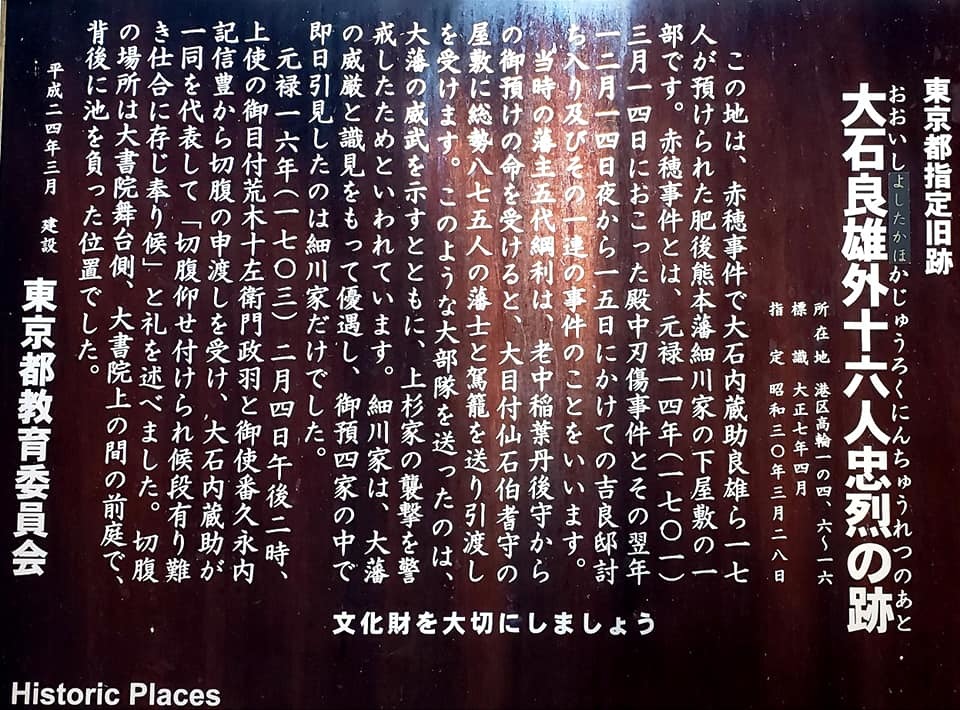 東京都指定旧跡
おおいしよしたかほかじゅうろくにんちゅうれつのあと
大石良雄外十六人忠烈の跡
所在地 港区高輪一の四、六〜一六
標識 大正七年四月
指定 昭和三〇年三月二八日
この地は、赤穂事件で大石内蔵助良雄ら一七
人が預けられた肥後熊本藩細川家の下屋敷の一
部です。赤穂事件とは、元禄一四年(一七〇一)
三月一四日におこった殿中刃傷事件とその翌年
一二月一四日夜から一五日にかけての吉良邸討
ち入り及びその一連の事件のことをいいます。
当時の藩主五代綱利は、老中稲葉丹後守から
の御預けの命を受けると、大目付仙石伯耆守の
屋敷に総勢八七五人の藩士と駕籠を送り引渡し
を受けます。このような大部隊を送ったのは、
大藩の威武を示すとともに、上杉家の襲撃を警
戒したためといわれています。細川家は、大藩
の威厳と識見をもって優遇し、御預四家の中で
即日引見したのは細川家だけでした。
元禄一六年(一七〇三)二月四日午後二時、
上使の御目付荒木十左衛門政羽と御使番久永内
記信豊から切腹の申渡しを受け、大石内蔵助が
一同を代表して「切腹仰せ付けられ候段有り難
き仕合に存じ奉り候」と礼を述べました。切腹
の場所は大書院舞台側、大書院上の間の前庭で、
背後に池を負った位置でした。
平成二四年三月 建設
東京都教育委員会
文化財を大切にしましょう
Historic Places